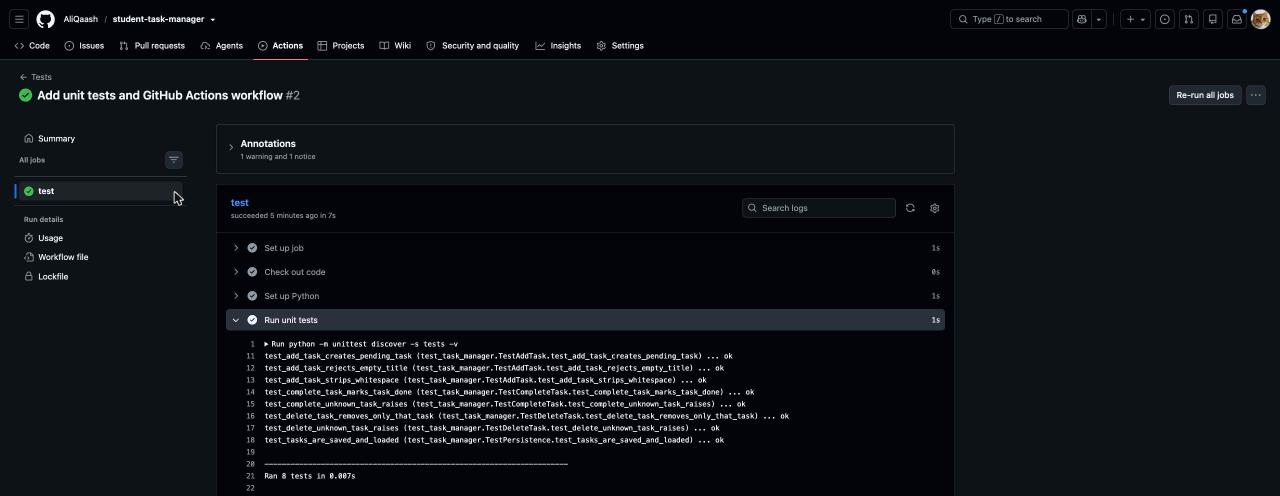 AliQaash / student-task-manager
Type / to search
Code Issues Pull requests Agents Actions Projects Wiki Security and quality Insights Settings
← Tests
Add unit tests and GitHub Actions workflow #2
Re-run all jobs
Summary
All jobs
test
Run details
Usage
Workflow file
Lockfile
Annotations
1 warning and 1 notice
test
succeeded 5 minutes ago in 7s
Search logs
Set up job 1s
Check out code 0s
Set up Python 1s
Run unit tests 1s
1 ▶ Run python -m unittest discover -s tests -v
11 test_add_task_creates_pending_task (test_task_manager.TestAddTask.test_add_task_creates_pending_task) ... ok
12 test_add_task_rejects_empty_title (test_task_manager.TestAddTask.test_add_task_rejects_empty_title) ... ok
13 test_add_task_strips_whitespace (test_task_manager.TestAddTask.test_add_task_strips_whitespace) ... ok
14 test_complete_task_marks_task_done (test_task_manager.TestCompleteTask.test_complete_task_marks_task_done) ... ok
15 test_complete_unknown_task_raises (test_task_manager.TestCompleteTask.test_complete_unknown_task_raises) ... ok
16 test_delete_task_removes_only_that_task (test_task_manager.TestDeleteTask.test_delete_task_removes_only_that_task) ... ok
17 test_delete_unknown_task_raises (test_task_manager.TestDeleteTask.test_delete_unknown_task_raises) ... ok
18 test_tasks_are_saved_and_loaded (test_task_manager.TestPersistence.test_tasks_are_saved_and_loaded) ... ok
19
20 ----------------------------------------------------------------------
21 Ran 8 tests in 0.007s
22